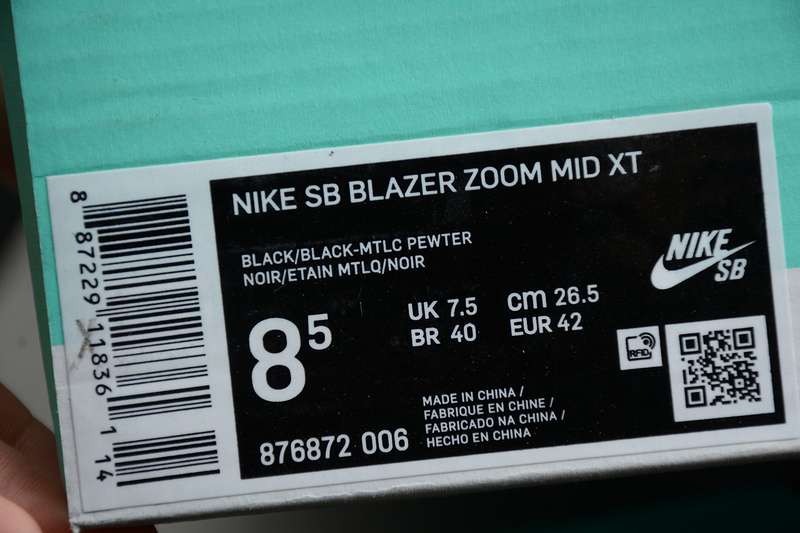 NIKE SB BLAZER ZOOM MID XT
BLACK/BLACK-MTLC PEWTER
NOIR/ETAIN MTLQ/NOIR
8⁵
UK 7.5 cm 26.5
BR 40 EUR 42
876872 006
MADE IN CHINA /
FABRIQUE EN CHINE /
FABRICADO NA CHINA /
HECHO EN CHINA
NIKE
SB
RFID
8 87229 11836 1 14